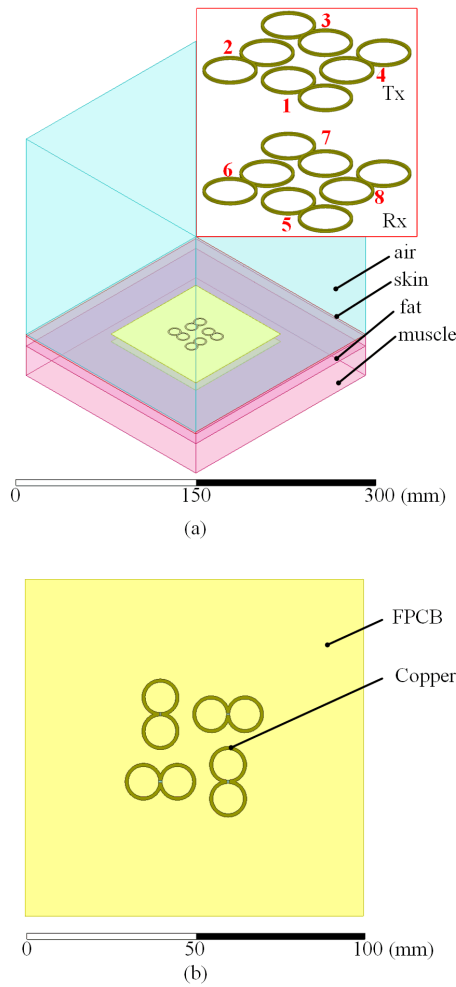 3
2
4
Tx
1
7
6
8
5
Rx
air
skin
fat
muscle
0 150 300 (mm)
(a)
FPCB
Copper
0 50 100 (mm)
(b)